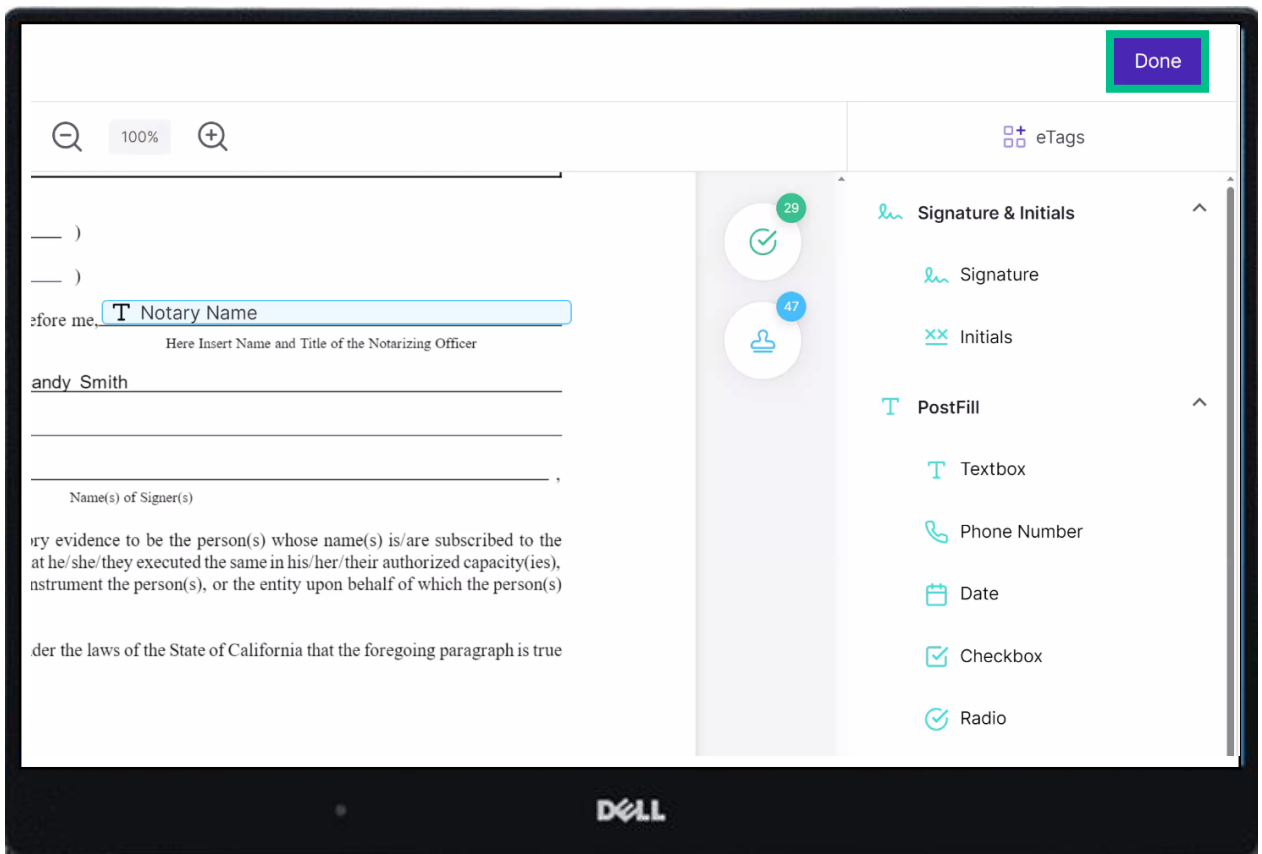 Done
100%
eTags
29
47
___ )
___ )
efore me, T Notary Name
Here Insert Name and Title of the Notarizing Officer
andy Smith
,
Name(s) of Signer(s)
ry evidence to be the person(s) whose name(s) is/are subscribed to the
at he/she/they executed the same in his/her/their authorized capacity(ies),
nstrument the person(s), or the entity upon behalf of which the person(s)
der the laws of the State of California that the foregoing paragraph is true
Signature & Initials
Signature
XX Initials
T PostFill
T Textbox
Phone Number
Date
Checkbox
Radio
DELL